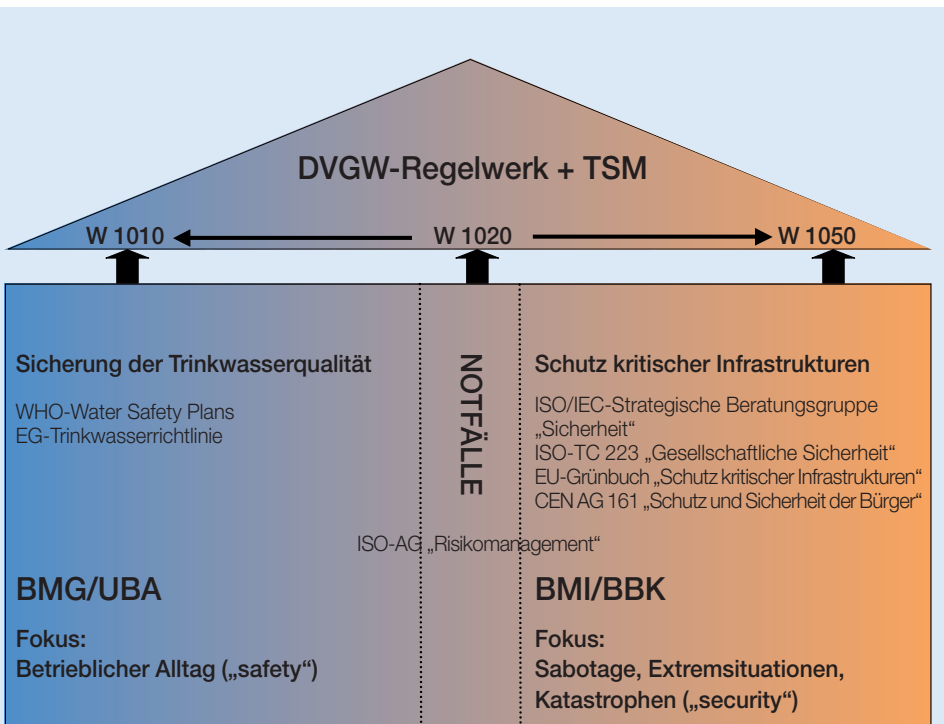 DVGW-Regelwerk + TSM
W 1010
W 1020
W 1050
Sicherung der Trinkwasserqualität
WHO-Water Safety Plans
EG-Trinkwasserrichtlinie
NOTFÄLLE
Schutz kritischer Infrastrukturen
ISO/IEC-Strategische Beratungsgruppe
„Sicherheit“
ISO-TC 223 „Gesellschaftliche Sicherheit“
EU-Grünbuch „Schutz kritischer Infrastrukturen“
CEN AG 161 „Schutz und Sicherheit der Bürger“
ISO-AG „Risikomanagement“
BMG/UBA
Fokus:
Betrieblicher Alltag („safety“)
BMI/BBK
Fokus:
Sabotage, Extremsituationen,
Katastrophen („security“)